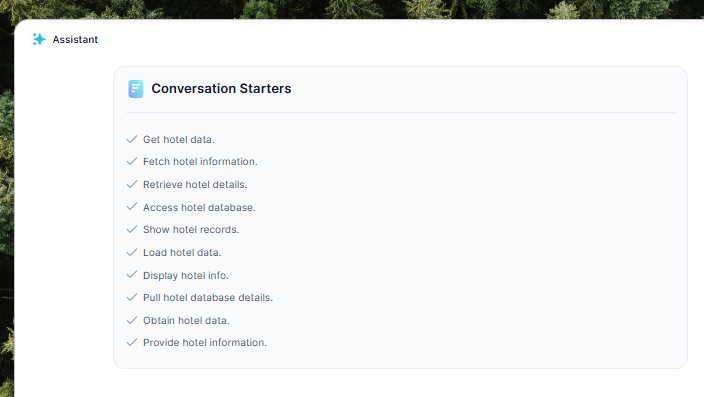 Assistant
Conversation Starters
Get hotel data.
Fetch hotel information.
Retrieve hotel details.
Access hotel database.
Show hotel records.
Load hotel data.
Display hotel info.
Pull hotel database details.
Obtain hotel data.
Provide hotel information.